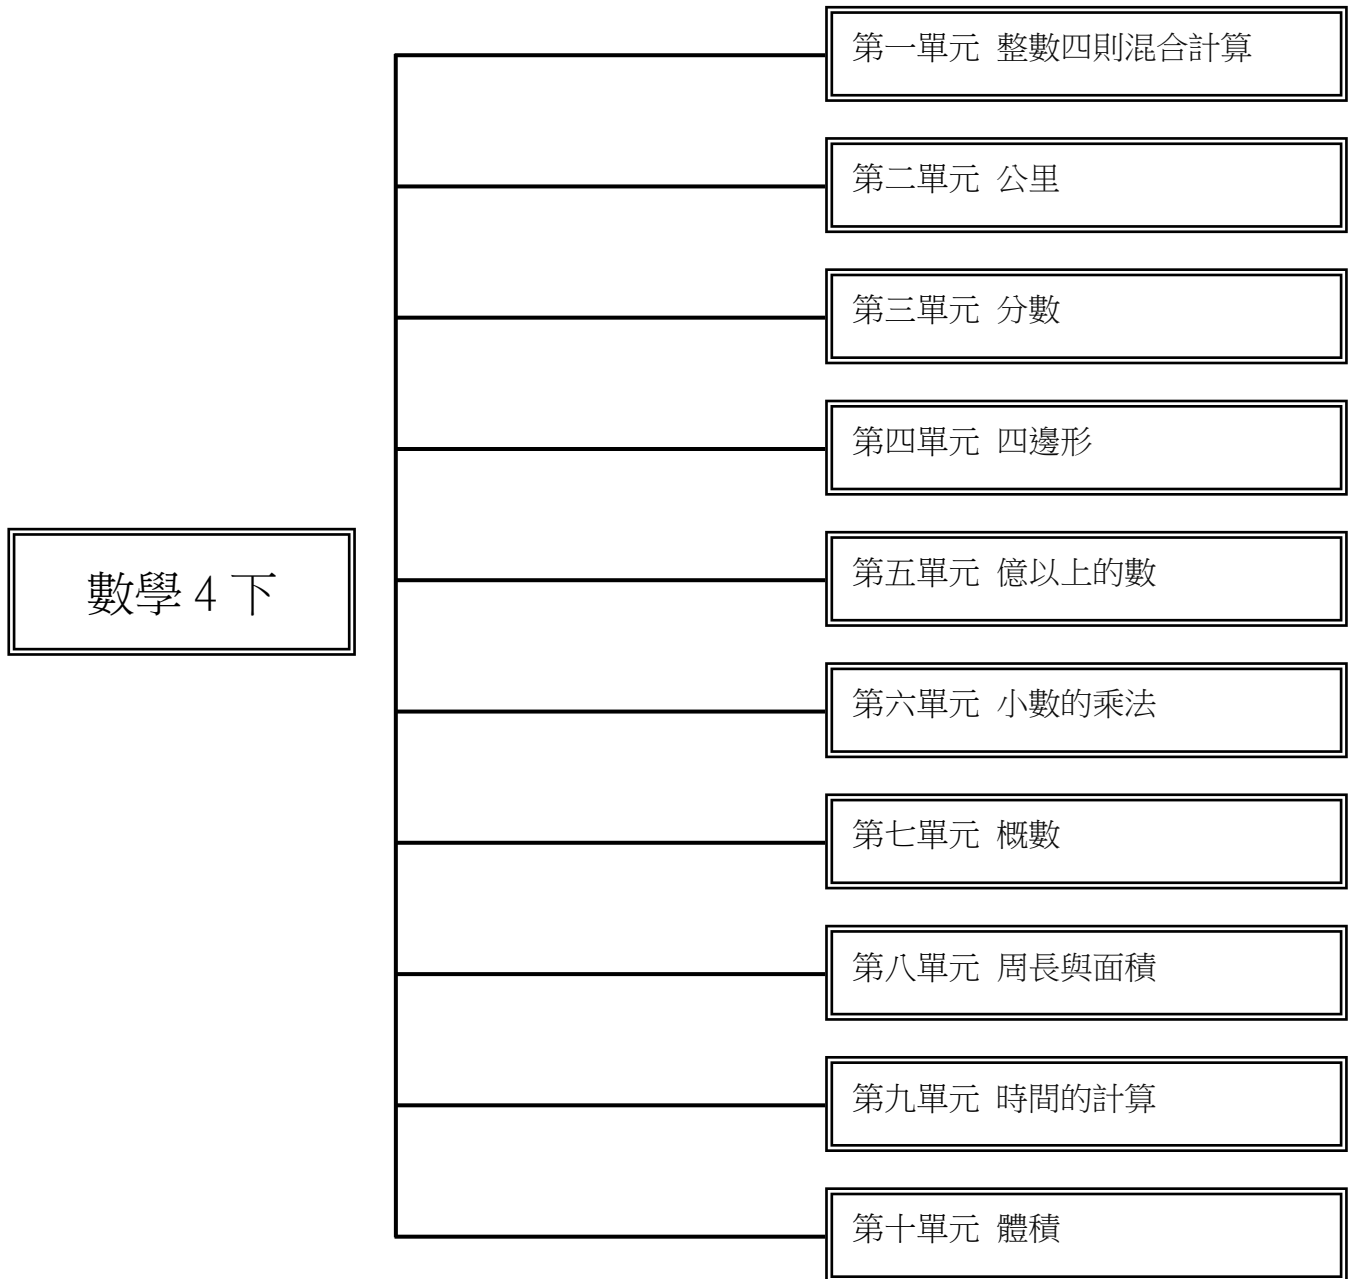 第一單元 整數四則混合計算
第二單元 公里
第三單元 分數
第四單元 四邊形
數學 4 下
第五單元 億以上的數
第六單元 小數的乘法
第七單元 概數
第八單元 周長與面積
第九單元 時間的計算
第十單元 體積